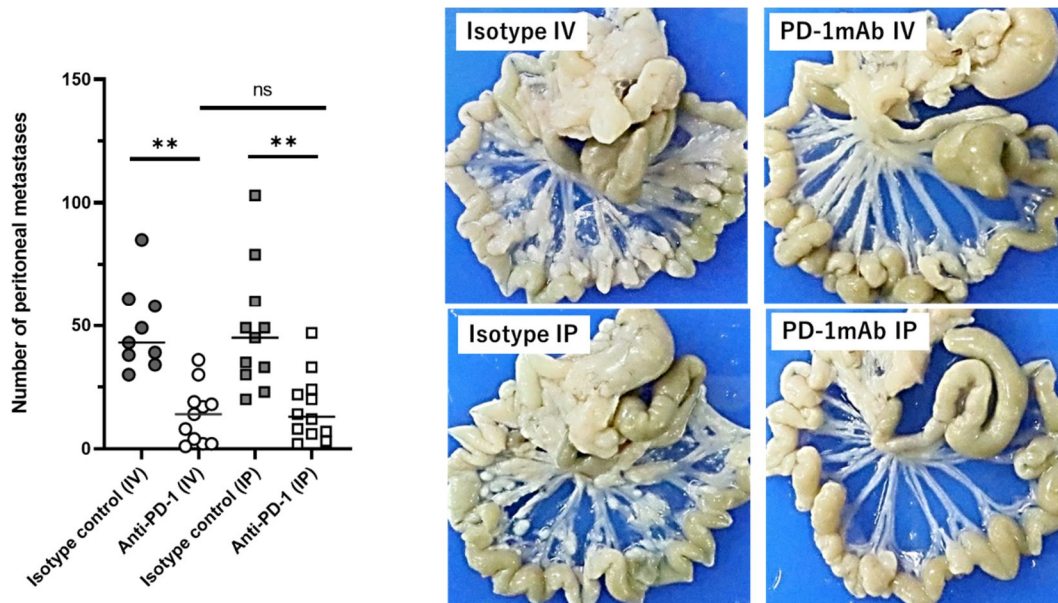 Number of peritoneal metastases
150
100
50
0
**
ns
**
Isotype control (IV)
Anti-PD-1 (IV)
Isotype control (IP)
Anti-PD-1 (IP)
Isotype IV
PD-1mAb IV
Isotype IP
PD-1mAb IP